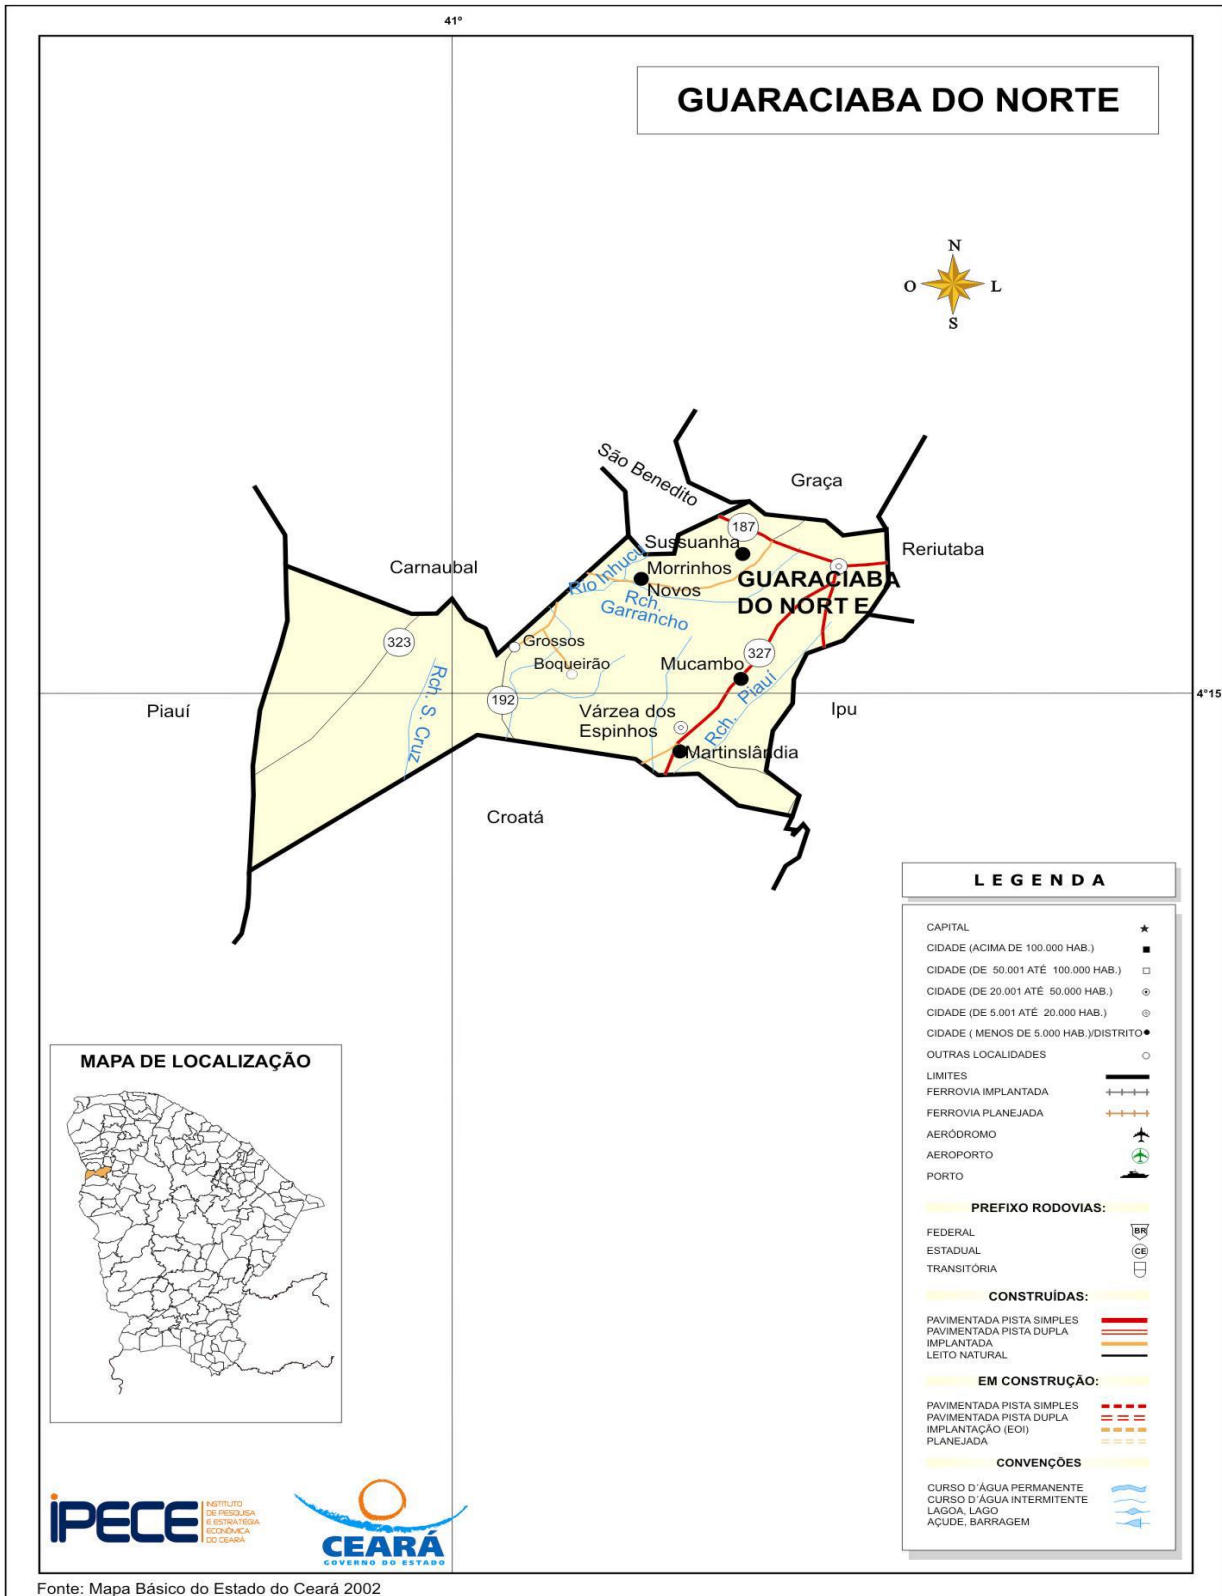 41°
GUARACIABA DO NORTE
N
O
L
S
São Benedito
Graça
187
Sussuanha
Reriutaba
Carnaubal
Rio Inhuçu
Morrinhos
Novos
GUARACIABA
DO NORT E
Rch.
Garrancho
323
Grossos
327
Boqueirão
Mucambo
Rch. S. Cruz
192
Rch. Piauí
4°15
Piauí
Várzea dos
Espinhos
Ipu
Martinslândia
Croatá
LEGENDA
CAPITAL
CIDADE (ACIMA DE 100.000 HAB.)
CIDADE (DE 50.001 ATÉ 100.000 HAB.)
CIDADE (DE 20.001 ATÉ 50.000 HAB.)
CIDADE (DE 5.001 ATÉ 20.000 HAB.)
CIDADE ( MENOS DE 5.000 HAB.)/DISTRITO
OUTRAS LOCALIDADES
LIMITES
FERROVIA IMPLANTADA
FERROVIA PLANEJADA
AERÓDROMO
AEROPORTO
PORTO
PREFIXO RODOVIAS:
FEDERAL BR
ESTADUAL CE
TRANSITÓRIA
CONSTRUÍDAS:
PAVIMENTADA PISTA SIMPLES
PAVIMENTADA PISTA DUPLA
IMPLANTADA
LEITO NATURAL
EM CONSTRUÇÃO:
PAVIMENTADA PISTA SIMPLES
PAVIMENTADA PISTA DUPLA
IMPLANTAÇÃO (EOI)
PLANEJADA
CONVENÇÕES
CURSO D´ÁGUA PERMANENTE
CURSO D´ÁGUA INTERMITENTE
LAGOA, LAGO
AÇUDE, BARRAGEM
MAPA DE LOCALIZAÇÃO
iPECE
INSTITUTO
DE PESQUISA
E ESTRATÉGIA
ECONÔMICA
DO CEARÁ
CEARÁ
GOVERNO DO ESTADO
Fonte: Mapa Básico do Estado do Ceará 2002